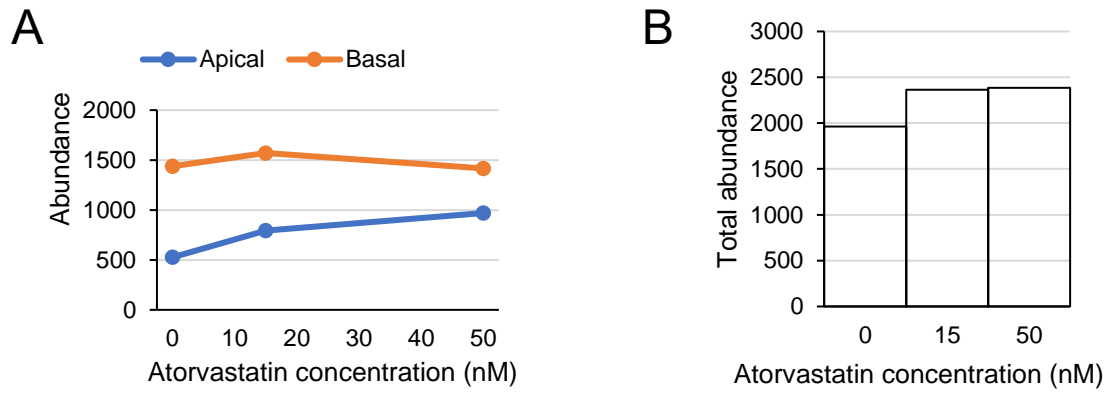 A
Apical Basal
Abundance
2000
1500
1000
500
0
0 10 20 30 40 50
Atorvastatin concentration (nM)
B
Total abundance
3000
2500
2000
1500
1000
500
0
0 15 50
Atorvastatin concentration (nM)